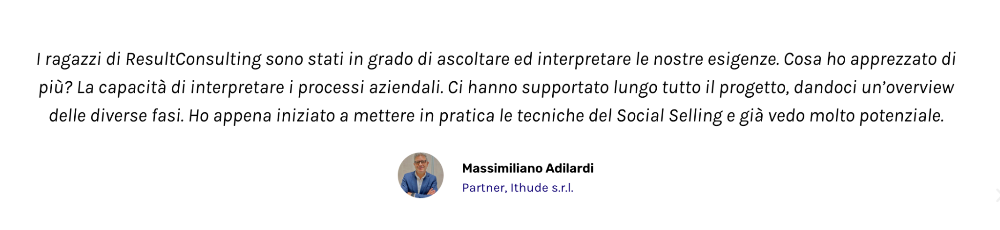 I ragazzi di ResultConsulting sono stati in grado di ascoltare ed interpretare le nostre esigenze. Cosa ho apprezzato di
più? La capacità di interpretare i processi aziendali. Ci hanno supportato lungo tutto il progetto, dandoci un’overview
delle diverse fasi. Ho appena iniziato a mettere in pratica le tecniche del Social Selling e già vedo molto potenziale.
Massimiliano Adilardi
Partner, Ithude s.r.l.